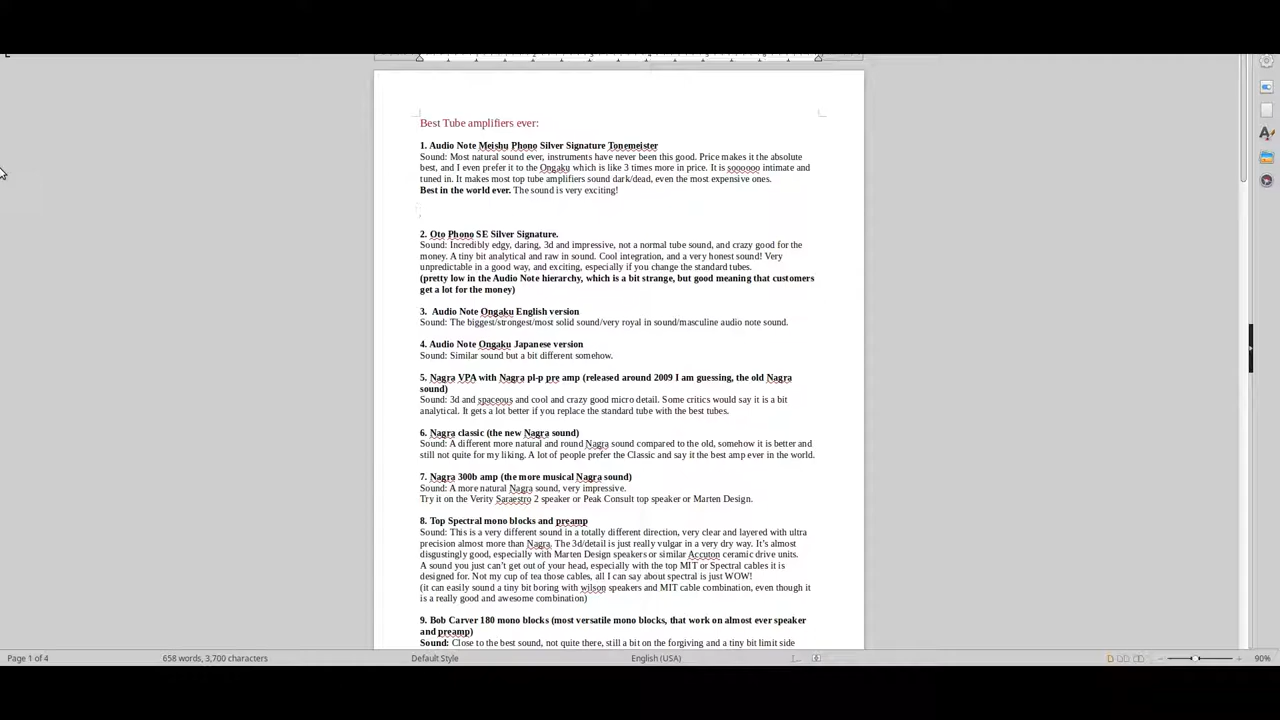 Best Tube amplifiers ever:
1. Audio Note Meishu Phono Silver Signature Tonemeister
Sound: Most natural sound ever, instruments have never been this good. Price makes it the absolute
best, and I even prefer it to the Ongaku which is like 3 times more in price. It is soooooo intimate and
tuned in. It makes most top tube amplifiers sound dark/dead, even the most expensive ones.
Best in the world ever. The sound is very exciting!
2. Oto Phono SE Silver Signature.
Sound: Incredibly edgy, daring, 3d and impressive, not a normal tube sound, and crazy good for the
money. A tiny bit analytical and raw in sound. Cool integration, and a very honest sound! Very
unpredictable in a good way, and exciting, especially if you change the standard tubes.
(pretty low in the Audio Note hierarchy, which is a bit strange, but good meaning that customers
get a lot for the money)
3.  Audio Note Ongaku English version
Sound: The biggest/strongest/most solid sound/very royal in sound/masculine audio note sound.
4. Audio Note Ongaku Japanese version
Sound: Similar sound but a bit different somehow.
5. Nagra VPA with Nagra pl-p pre amp (released around 2009 I am guessing, the old Nagra
sound)
Sound: 3d and spaceous and cool and crazy good micro detail. Some critics would say it is a bit
analytical. It gets a lot better if you replace the standard tube with the best tubes.
6. Nagra classic (the new Nagra sound)
Sound: A different more natural and round Nagra sound compared to the old, somehow it is better and
still not quite for my liking. A lot of people prefer the Classic and say it the best amp ever in the world.
7. Nagra 300b amp (the more musical Nagra sound)
Sound: A more natural Nagra sound, very impressive.
Try it on the Verity Saraestro 2 speaker or Peak Consult top speaker or Marten Design.
8. Top Spectral mono blocks and preamp
Sound: This is a very different sound in a totally different direction, very clear and layered with ultra
precision almost more than Nagra. The 3d/detail is just really vulgar in a very dry way. It's almost
disgustingly good, especially with Marten Design speakers or similar Accuton ceramic drive units.
A sound you just can't get out of your head, especially with the top MIT or Spectral cables it is
designed for. Not my cup of tea those cables, all I can say about spectral is just WOW!
(it can easily sound a tiny bit boring with wilson speakers and MIT cable combination, even though it
is a really good and awesome combination)
9. Bob Carver 180 mono blocks (most versatile mono blocks, that work on almost ever speaker
and preamp)
Sound: Close to the best sound, not quite there, still a bit on the forgiving and a tiny bit limit side
Page 1 of 4
658 words, 3,700 characters
Default Style
English (USA)
90%